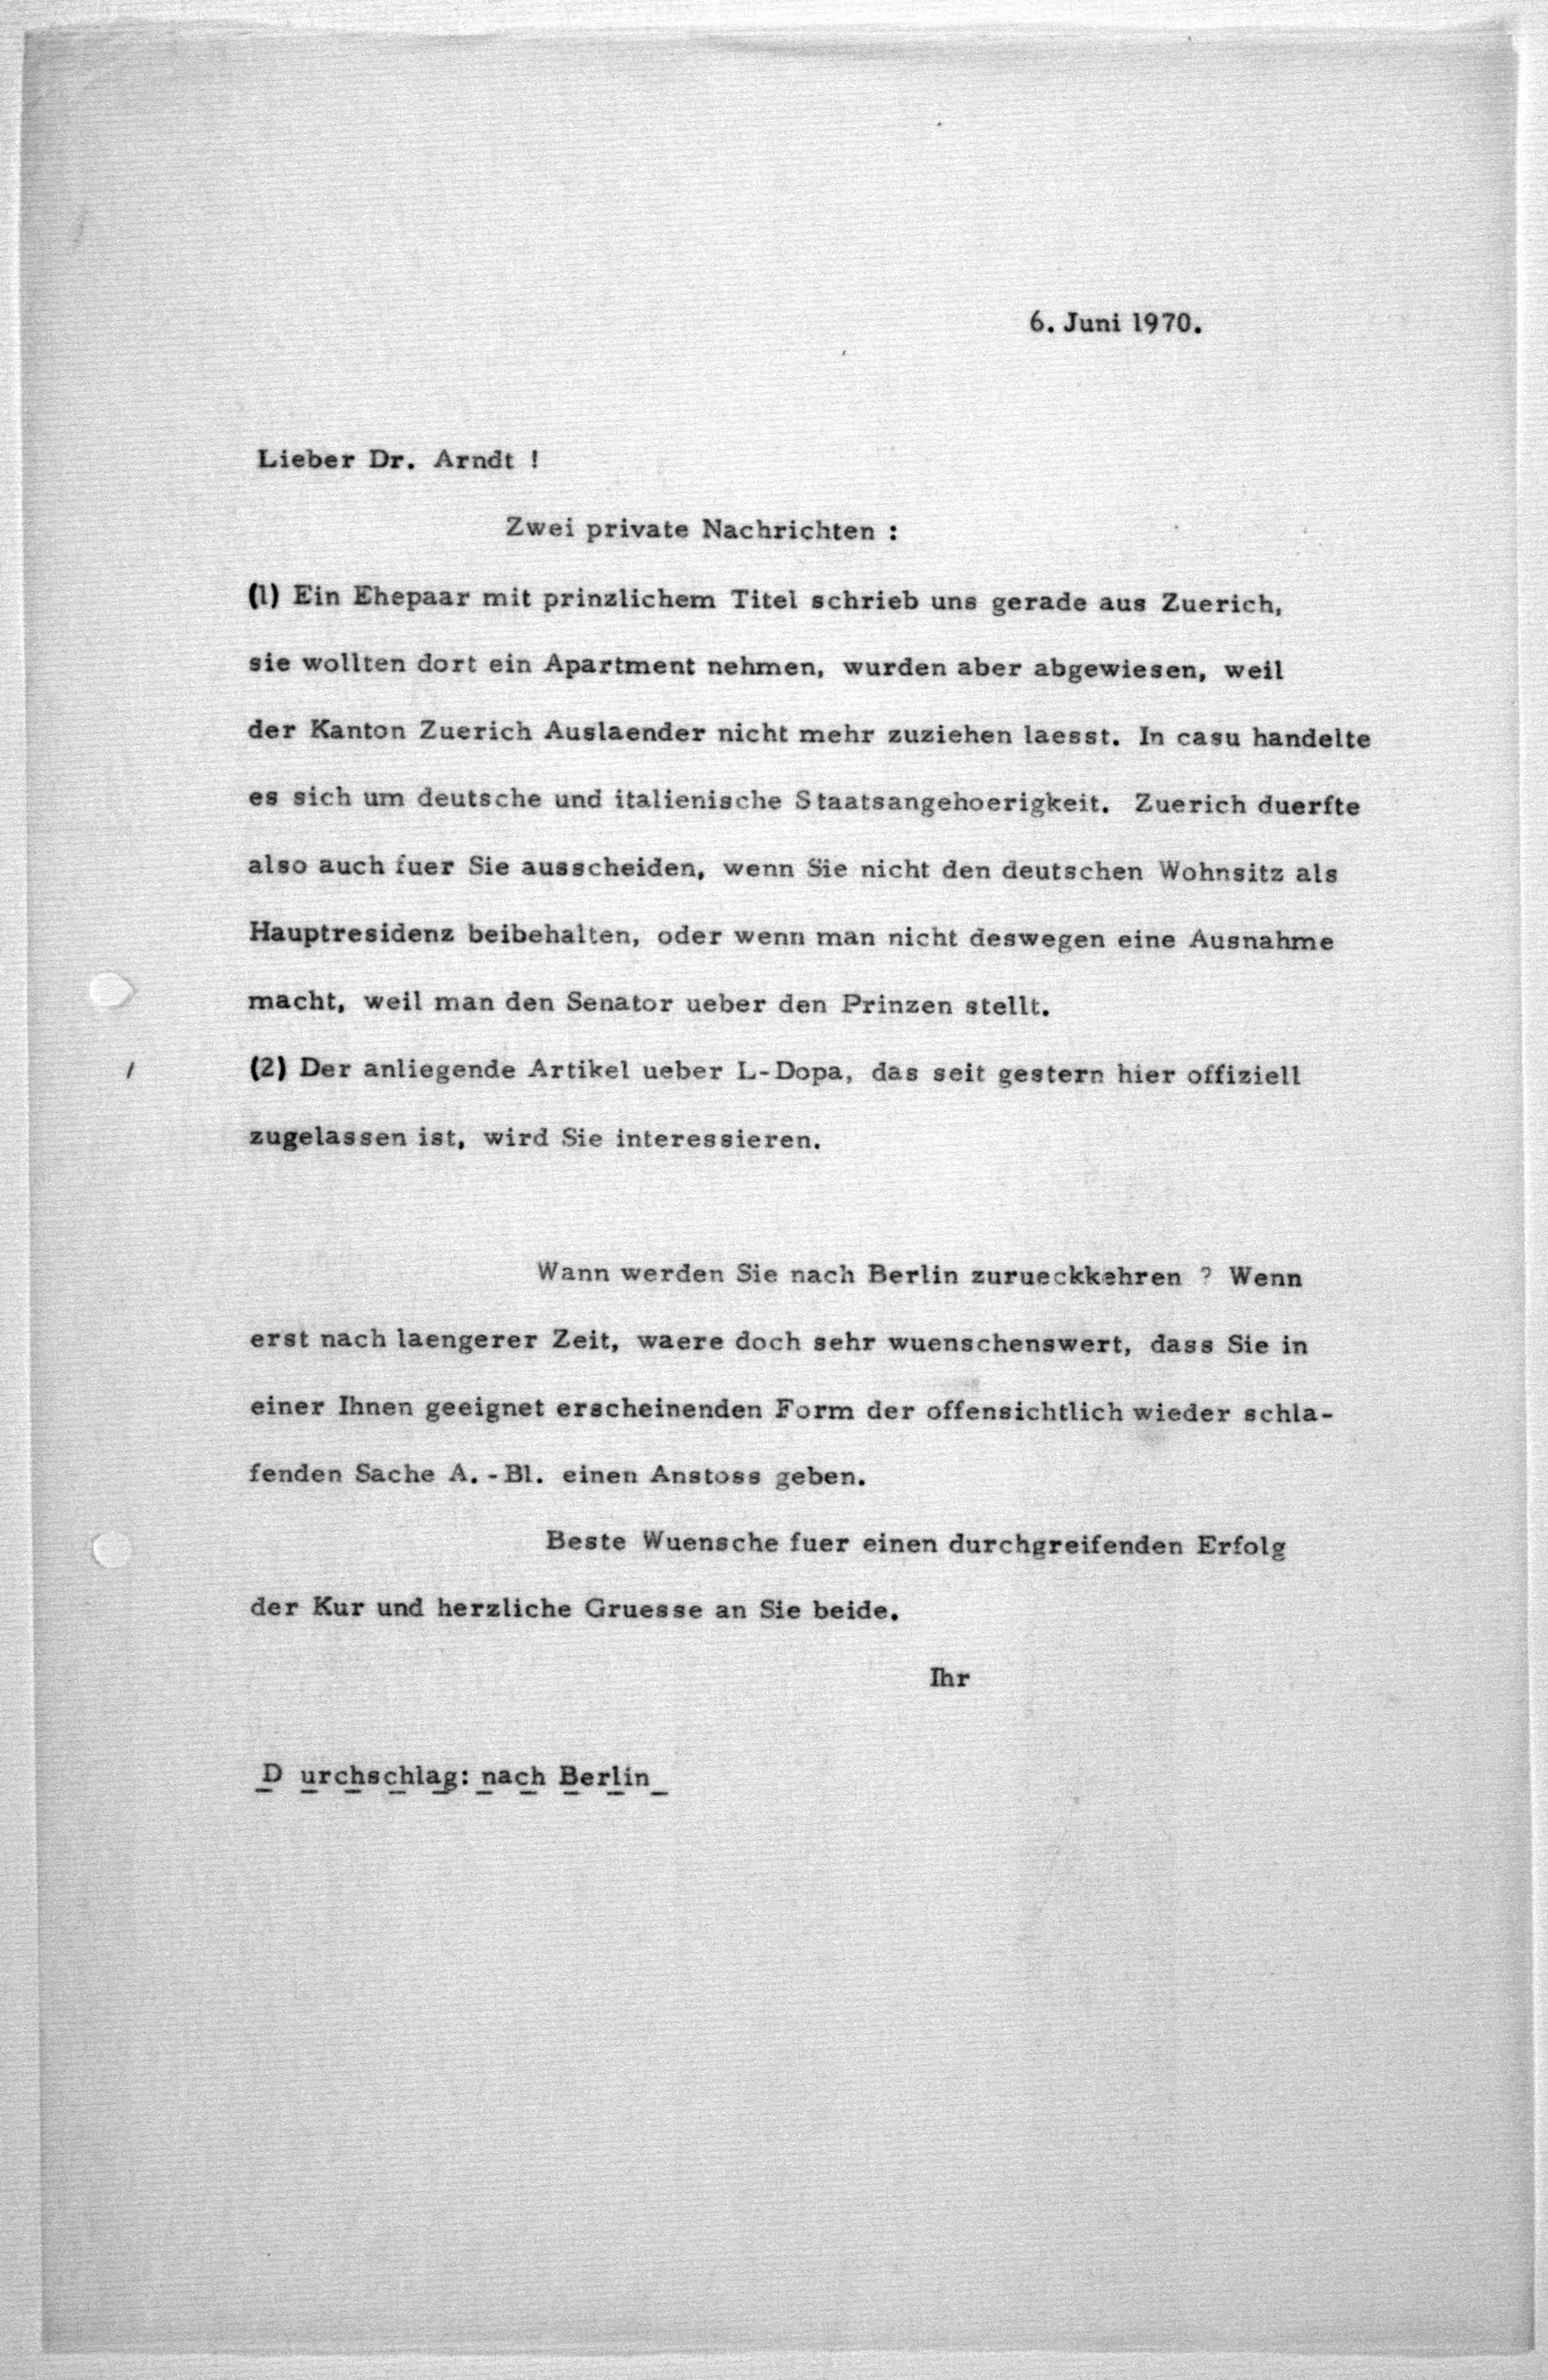 6. Juni 1970.
Lieber Dr. Arndt !
Zwei private Nachrichten :
(1) Ein Ehepaar mit prinzlichem Titel schrieb uns gerade aus Zuerich,
sie wollten dort ein Apartment nehmen, wurden aber abgewiesen, weil
der Kanton Zuerich Auslaender nicht mehr zuziehen laesst. In casu handelte
es sich um deutsche und italienische Staatsangehoerigkeit. Zuerich duerfte
also auch fuer Sie ausscheiden, wenn Sie nicht den deutschen Wohnsitz als
Hauptresidenz beibehalten, oder wenn man nicht deswegen eine Ausnahme
macht, weil man den Senator ueber den Prinzen stellt.
(2) Der anliegende Artikel ueber L-Dopa, das seit gestern hier offiziell
zugelassen ist, wird Sie interessieren.
Wann werden Sie nach Berlin zurueckkehren ? Wenn
erst nach laengerer Zeit, waere doch sehr wuenschenswert, dass Sie in
einer Ihnen geeignet erscheinenden Form der offensichtlich wieder schla-
fenden Sache A. -Bl. einen Anstoss geben.
Beste Wuensche fuer einen durchgreifenden Erfolg
der Kur und herzliche Gruesse an Sie beide.
Ihr
D urchschlag: nach Berlin